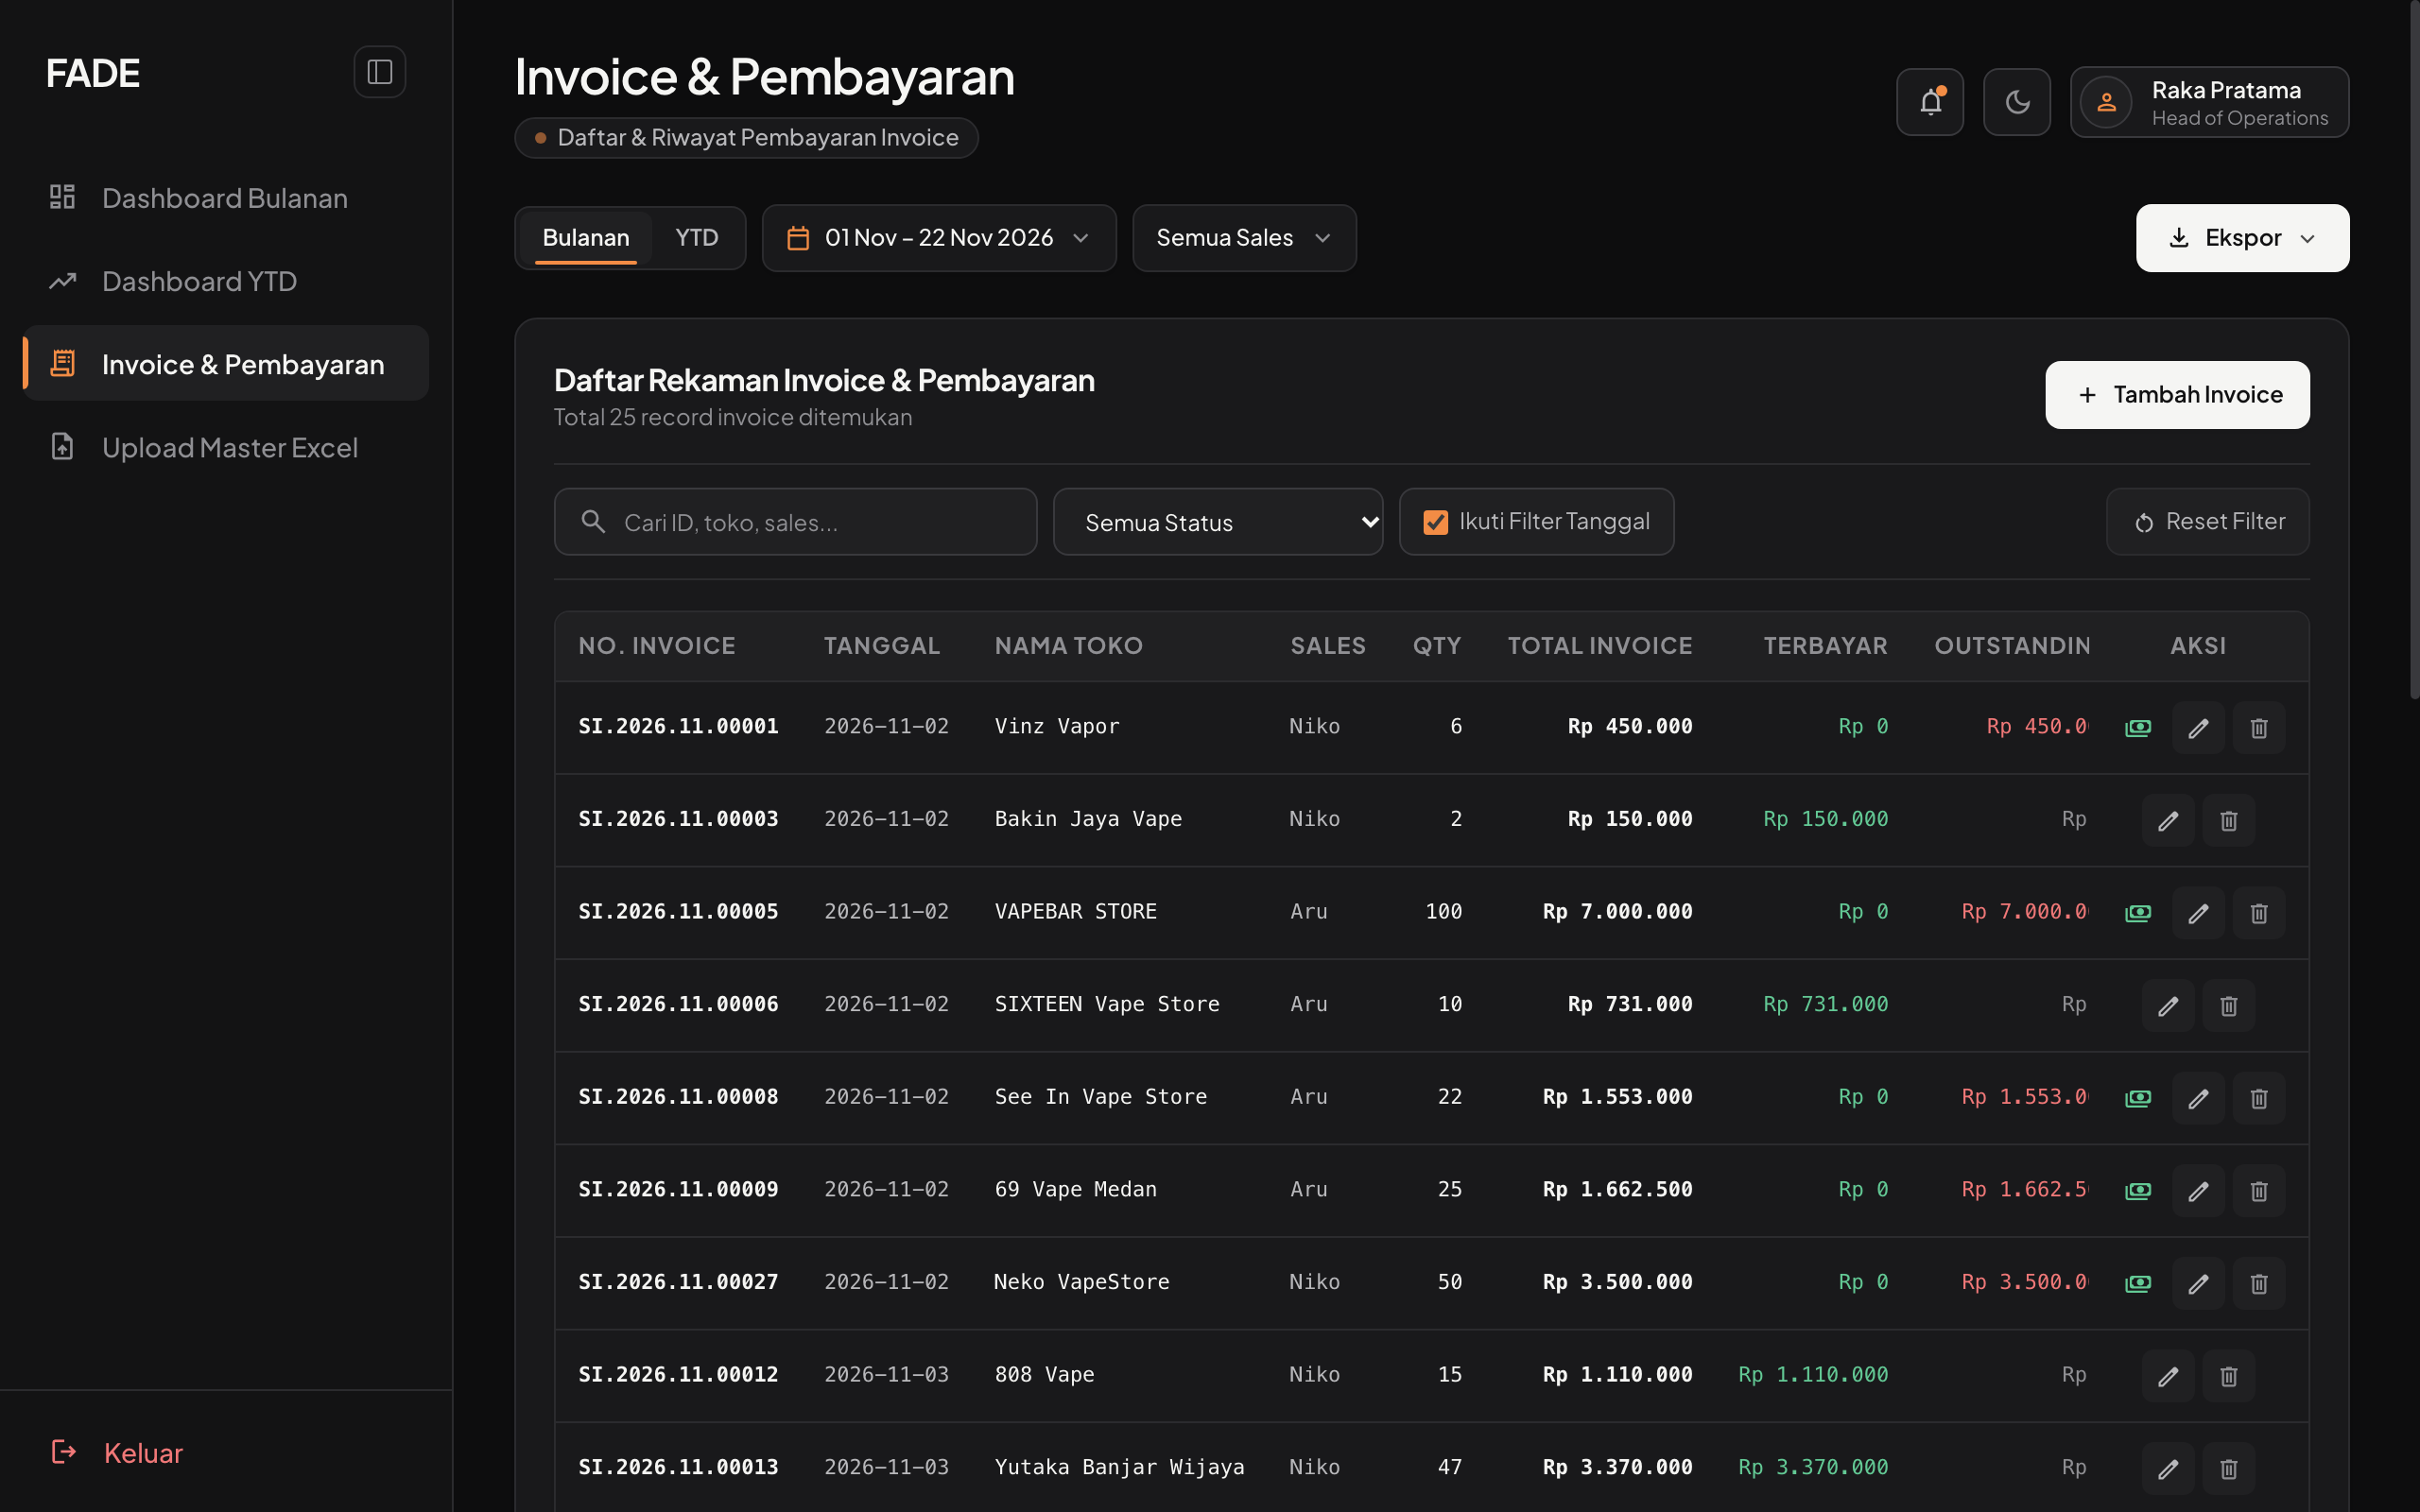 FADE
Dashboard Bulanan
Dashboard YTD
Invoice & Pembayaran
Upload Master Excel
Keluar
Invoice & Pembayaran
Daftar & Riwayat Pembayaran Invoice
Raka Pratama
Head of Operations
Bulanan YTD 01 Nov – 22 Nov 2026 Semua Sales Ekspor
Daftar Rekaman Invoice & Pembayaran
Total 25 record invoice ditemukan
+ Tambah Invoice
Cari ID, toko, sales... Semua Status Ikuti Filter Tanggal Reset Filter
NO. INVOICE TANGGAL NAMA TOKO SALES QTY TOTAL INVOICE TERBAYAR OUTSTANDIN AKSI
SI.2026.11.00001 2026-11-02 Vinz Vapor Niko 6 Rp 450.000 Rp 0 Rp 450.0
SI.2026.11.00003 2026-11-02 Bakin Jaya Vape Niko 2 Rp 150.000 Rp 150.000 Rp
SI.2026.11.00005 2026-11-02 VAPEBAR STORE Aru 100 Rp 7.000.000 Rp 0 Rp 7.000.0
SI.2026.11.00006 2026-11-02 SIXTEEN Vape Store Aru 10 Rp 731.000 Rp 731.000 Rp
SI.2026.11.00008 2026-11-02 See In Vape Store Aru 22 Rp 1.553.000 Rp 0 Rp 1.553.0
SI.2026.11.00009 2026-11-02 69 Vape Medan Aru 25 Rp 1.662.500 Rp 0 Rp 1.662.5
SI.2026.11.00027 2026-11-02 Neko VapeStore Niko 50 Rp 3.500.000 Rp 0 Rp 3.500.0
SI.2026.11.00012 2026-11-03 808 Vape Niko 15 Rp 1.110.000 Rp 1.110.000 Rp
SI.2026.11.00013 2026-11-03 Yutaka Banjar Wijaya Niko 47 Rp 3.370.000 Rp 3.370.000 Rp